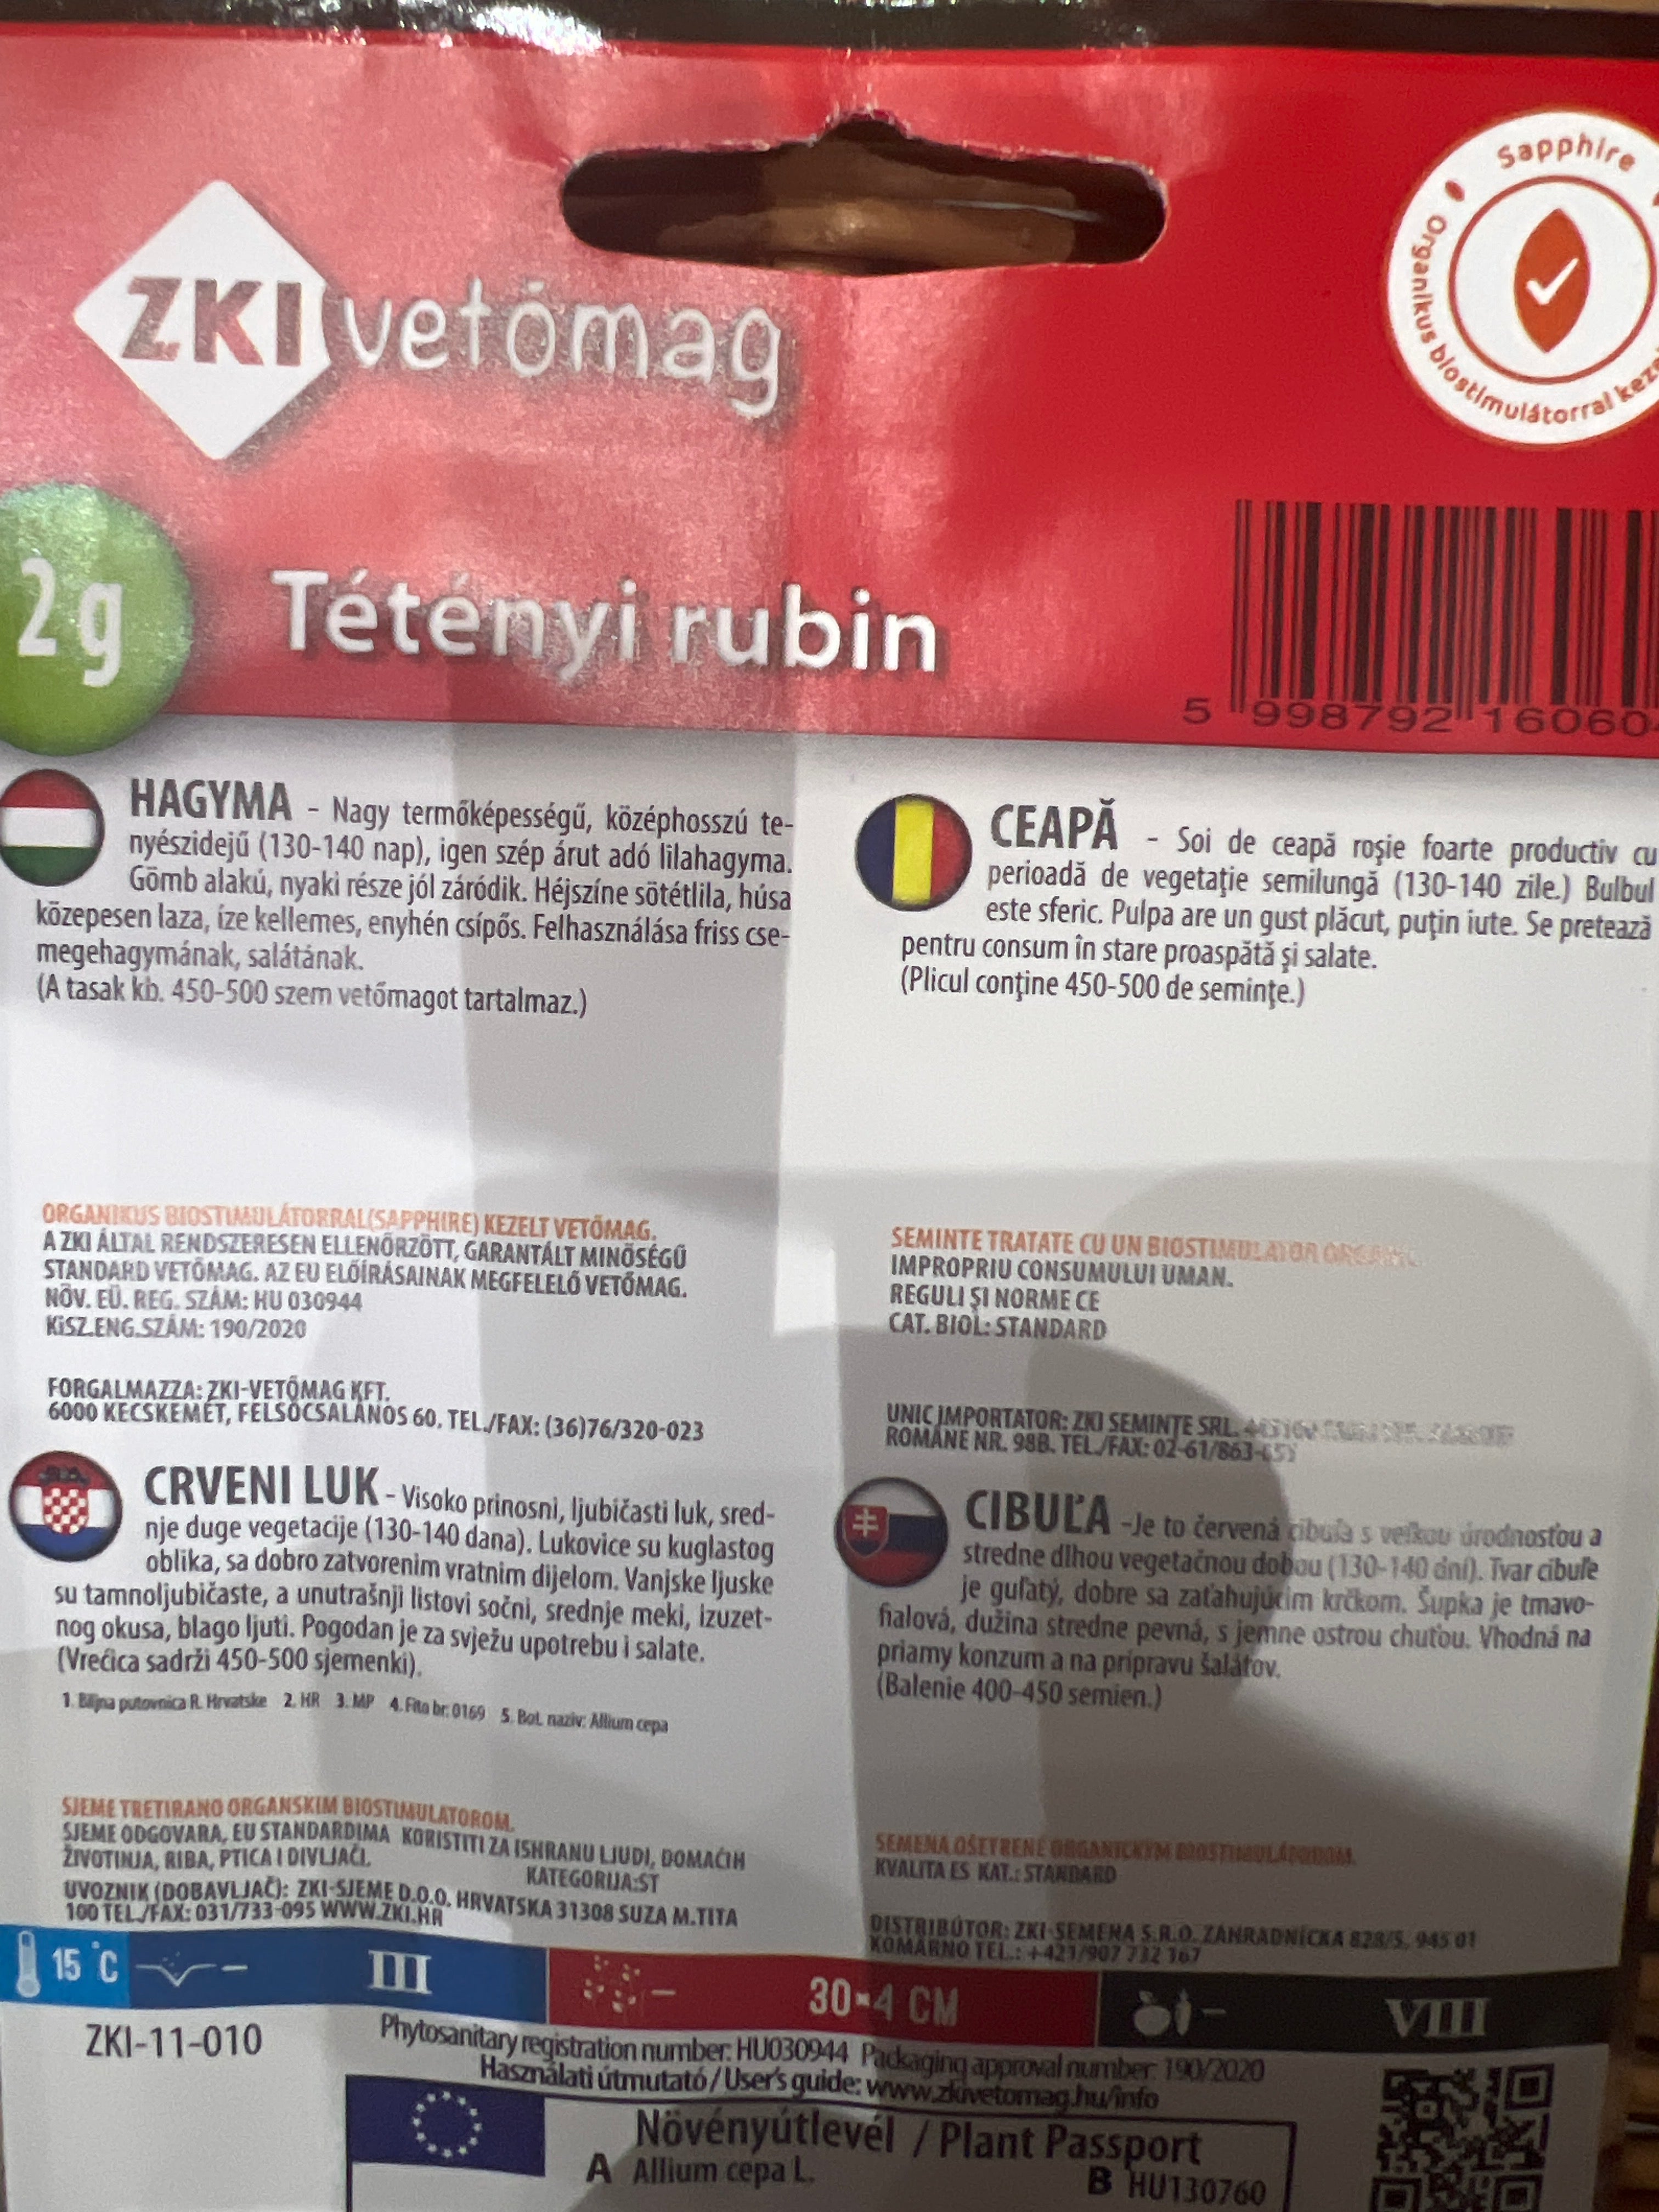 Sapphire
Organikus biostimulátorral
ZKI vetőmag
2g
Tétényi rubin
5 998792 16060
HAGYMA - Nagy termőképességű, középhosszú te-
nyészidejű (130-140 nap), igen szép árut adó lilahagyma.
Gömb alakú, nyaki része jól záródik. Héjszíne sötétlila, húsa
közepesen laza, íze kellemes, enyhén csípős. Felhasználása friss cse-
megehagymának, salátának.
(A tasak kb. 450-500 szem vetőmagot tartalmaz.)
CEAPĂ - Soi de ceapă roşie foarte productiv cu
perioadă de vegetaţie semilungă (130-140 zile.) Bulbul
este sferic. Pulpa are un gust plăcut, puţin iute. Se pretează
pentru consum în stare proaspătă şi salate.
(Plicul conţine 450-500 de seminţe.)
ORGANIKUS BIOSTIMULÁTORRAL(SAPPHIRE) KEZELT VETŐMAG.
A ZKI ÁLTAL RENDSZERESEN ELLENŐRZÖTT, GARANTÁLT MINŐSÉGŰ
STANDARD VETŐMAG. AZ EU ELŐÍRÁSAINAK MEGFELELŐ VETŐMAG.
NÖV. EÜ. REG. SZÁM: HU 030944
KiSZ.ENG.SZÁM: 190/2020
FORGALMAZZA: ZKI-VETŐMAG KFT.
6000 KECSKEMÉT, FELSŐCSALÁNOS 60. TEL./FAX: (36)76/320-023
SEMINTE TRATATE CU UN BIOSTIMULATOR ORGANIC.
IMPROPRIU CONSUMULUI UMAN.
REGULI ŞI NORME CE
CAT. BIOL: STANDARD
UNIC IMPORTATOR: ZKI SEMINŢE SRL.
ROMÂNE NR. 98B. TEL./FAX: 02-61/863-
CRVENI LUK - Visoko prinosni, ljubičasti luk, sred-
nje duge vegetacije (130-140 dana). Lukovice su kuglastog
oblika, sa dobro zatvorenim vratnim dijelom. Vanjske ljuske
su tamnoljubičaste, a unutrašnji listovi sočni, srednje meki, izuzet-
nog okusa, blago ljuti. Pogodan je za svježu upotrebu i salate.
(Vrećica sadrži 450-500 sjemenki).
1. Biljna putovnica R. Hrvatske 2. HR 3. MP 4. Fito br: 0169 5. Bot. naziv: Allium cepa
CIBUĽA -Je to červená cibuľa s veľkou úrodnosťou a
stredne dlhou vegetačnou dobou (130-140 dní). Tvar cibuľe
je guľatý, dobre sa zaťahujúcim krčkom. Šupka je tmavo-
fialová, dužina stredne pevná, s jemne ostrou chuťou. Vhodná na
priamy konzum a na prípravu šalátov.
(Balenie 400-450 semien.)
SJEME TRETIRANO ORGANSKIM BIOSTIMULATOROM.
SJEME ODGOVARA, EU STANDARDIMA KORISTITI ZA ISHRANU LJUDI, DOMAĆIH
ŽIVOTINJA, RIBA, PTICA I DIVLJAČI.
KATEGORIJA:ST
UVOZNIK (DOBAVLJAČ): ZKI-SJEME D.O.O. HRVATSKA 31308 SUZA M.TITA
100 TEL./FAX: 031/733-095 WWW.ZKI.HR
SEMENA OŠETRENÉ ORGANICKÝM BIOSTIMULÁTOROM.
KVALITA ES KAT.: STANDARD
DISTRIBÚTOR: ZKI-SEMENA S.R.O. ZAHRADNÍCKA 828/5, 945 01
KOMÁRNO TEL.: +421/907 732 167
15 °C – III – 30*4 CM – VIII
ZKI-11-010
Phytosanitary registration number: HU030944 Packaging approval number: 190/2020
Használati útmutató / User's guide: www.zkivetomag.hu/info
Növényútlevél / Plant Passport
A Allium cepa L. B HU130760